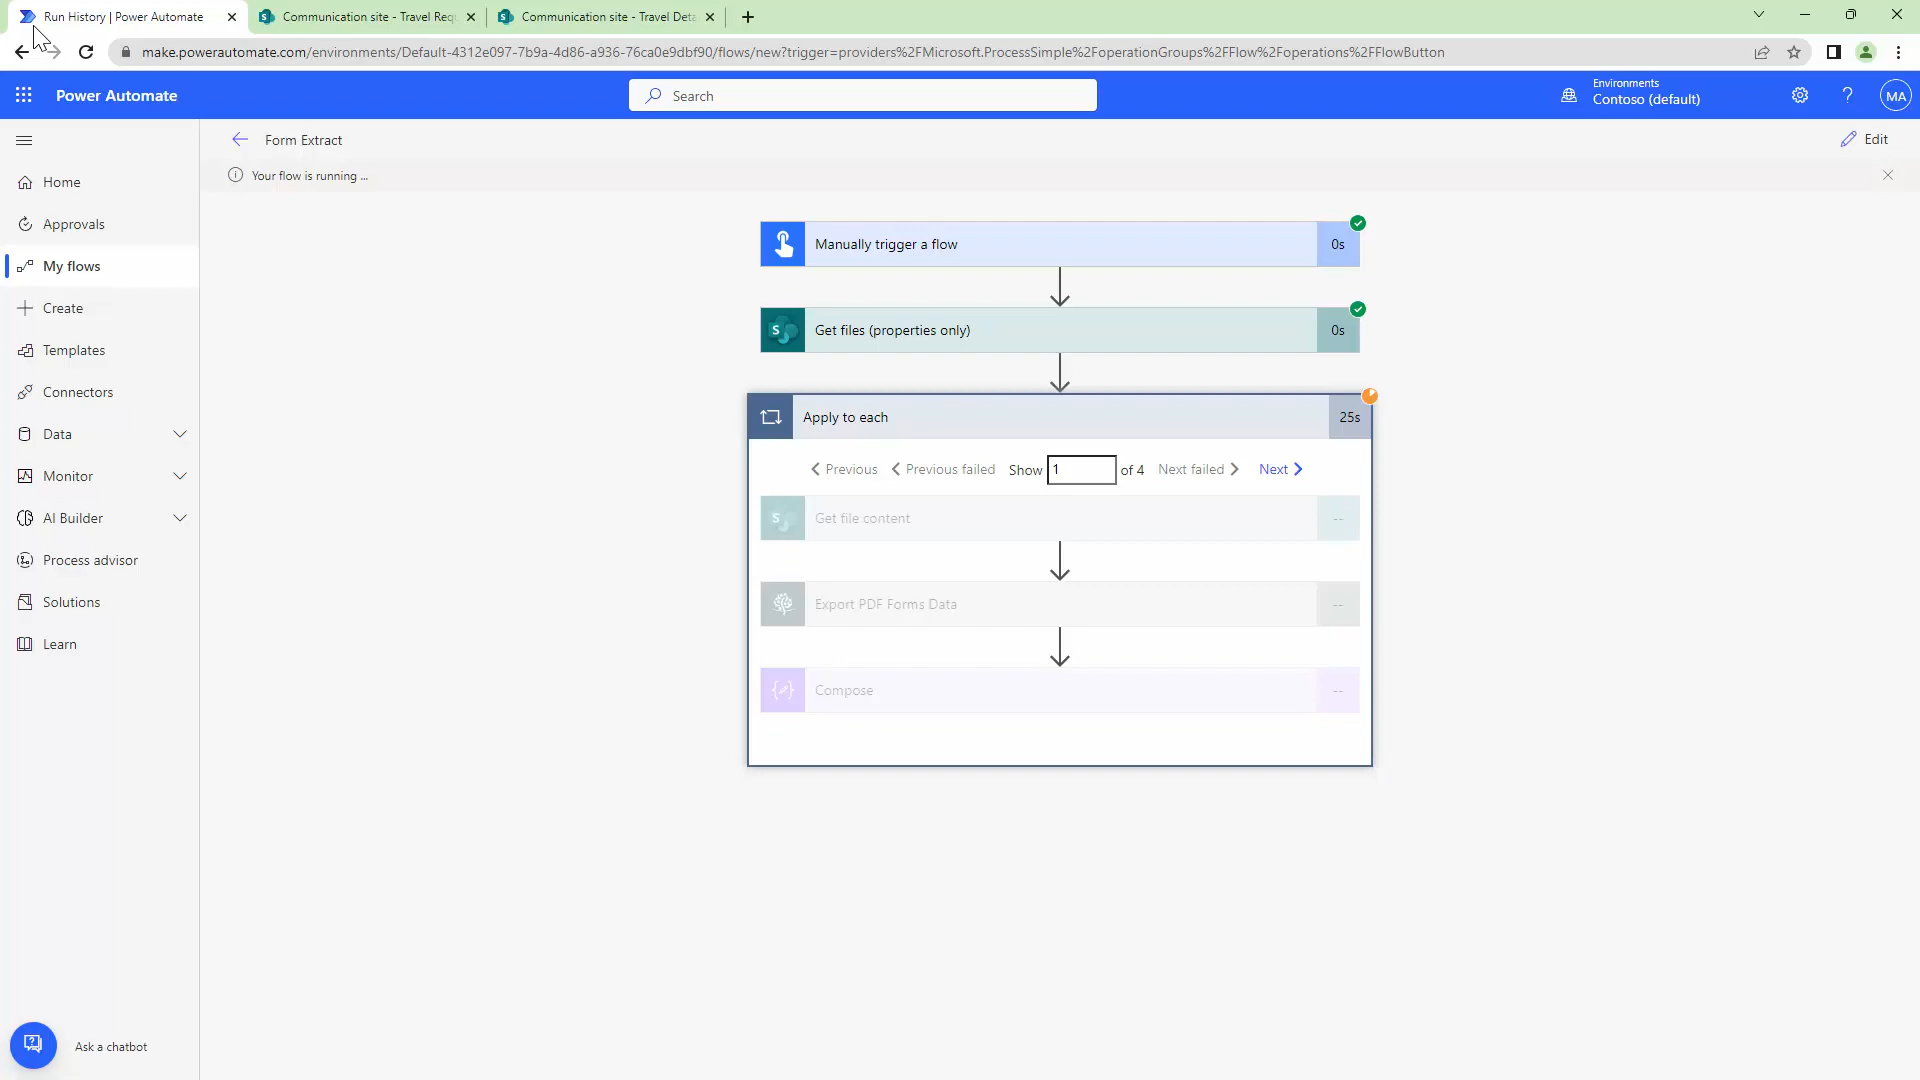 Run History | Power Automate
Communication site - Travel Req
Communication site - Travel Deta
make.powerautomate.com/environments/Default-4312e097-7b9a-4d86-a936-76ca0e9dbf90/flows/new?trigger=providers%2FMicrosoft.ProcessSimple%2FoperationGroups%2FFlow%2Foperations%2FFlowButton
Power Automate
Search
Environments
Contoso (default)
?
MA
Form Extract
Edit
Your flow is running ...
Home
Approvals
My flows
Create
Templates
Connectors
Data
Monitor
AI Builder
Process advisor
Solutions
Learn
Ask a chatbot
Manually trigger a flow
0s
Get files (properties only)
0s
Apply to each
25s
Previous
Previous failed
Show 1 of 4
Next failed
Next
Get file content
--
Export PDF Forms Data
--
Compose
--